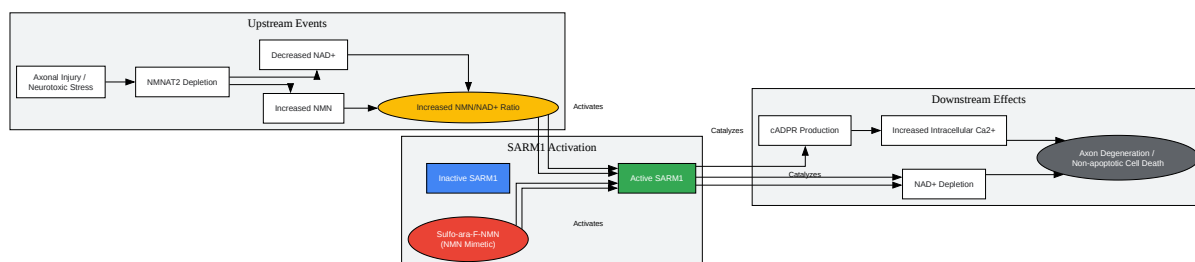 Upstream Events
Axonal Injury /
Neurotoxic Stress
NMNAT2 Depletion
Decreased NAD+
Increased NMN
Increased NMN/NAD+ Ratio
Activates
SARM1 Activation
Inactive SARM1
Active SARM1
Sulfo-ara-F-NMN
(NMN Mimetic)
Activates
Catalyzes
Catalyzes
Downstream Effects
cADPR Production
Increased Intracellular Ca2+
NAD+ Depletion
Axon Degeneration /
Non-apoptotic Cell Death